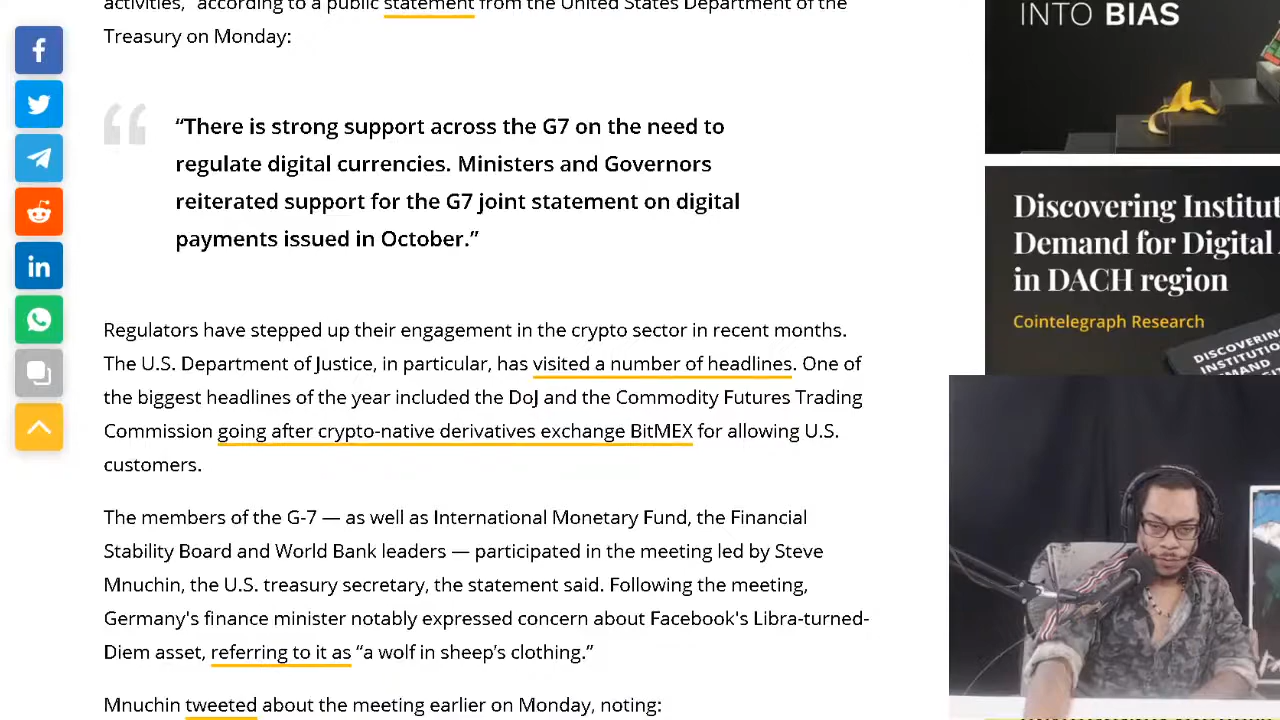 activities," according to a public statement from the United States Department of the
Treasury on Monday:
“There is strong support across the G7 on the need to
regulate digital currencies. Ministers and Governors
reiterated support for the G7 joint statement on digital
payments issued in October.”
Regulators have stepped up their engagement in the crypto sector in recent months.
The U.S. Department of Justice, in particular, has visited a number of headlines. One of
the biggest headlines of the year included the DoJ and the Commodity Futures Trading
Commission going after crypto-native derivatives exchange BitMEX for allowing U.S.
customers.
The members of the G-7 — as well as International Monetary Fund, the Financial
Stability Board and World Bank leaders — participated in the meeting led by Steve
Mnuchin, the U.S. treasury secretary, the statement said. Following the meeting,
Germany's finance minister notably expressed concern about Facebook's Libra-turned-
Diem asset, referring to it as “a wolf in sheep’s clothing.”
Mnuchin tweeted about the meeting earlier on Monday, noting:
INTO BIAS
Discovering Institut
Demand for Digital
in DACH region
Cointelegraph Research
DISCOVERING
INSTITUTIO
DEMAND